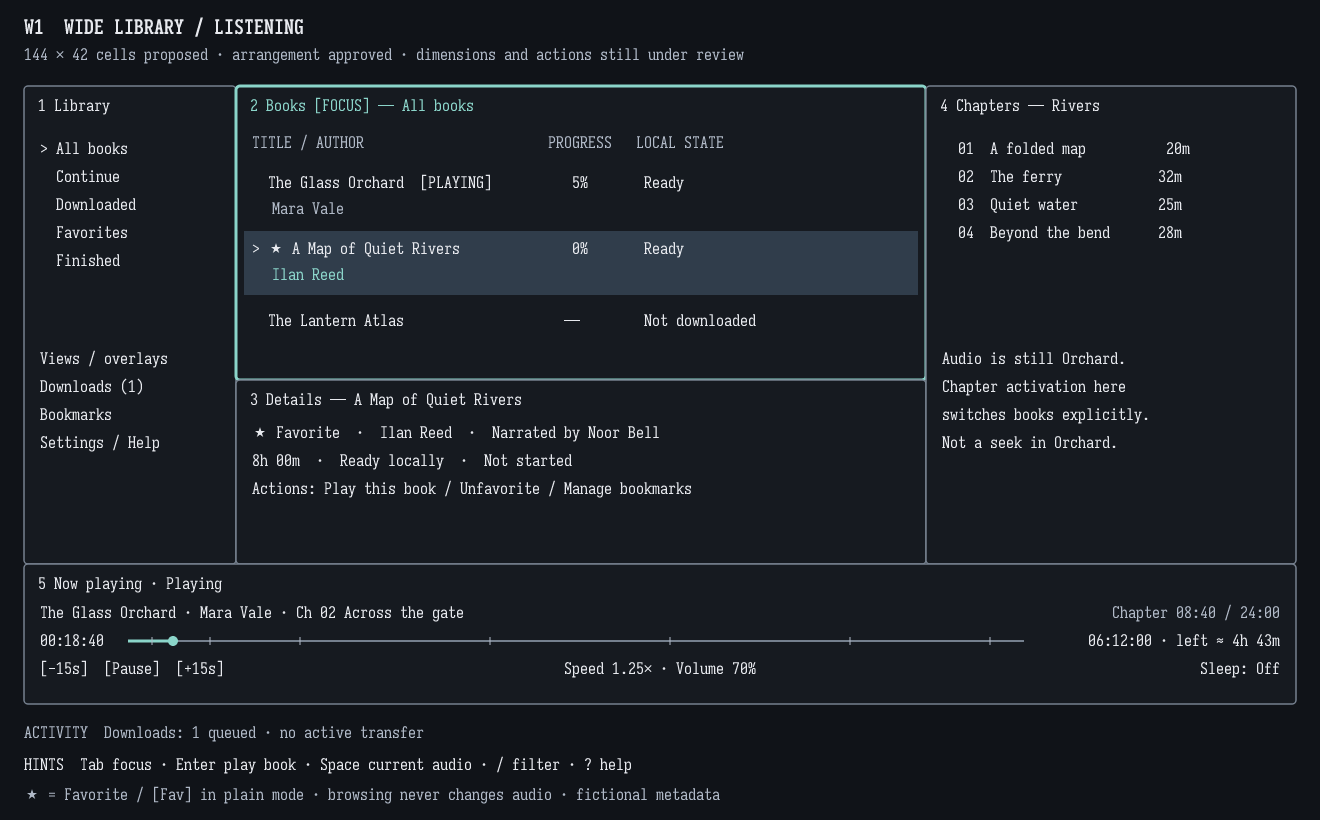 W1  WIDE LIBRARY / LISTENING
144 × 42 cells proposed · arrangement approved · dimensions and actions still under review
1 Library
> All books
Continue
Downloaded
Favorites
Finished
Views / overlays
Downloads (1)
Bookmarks
Settings / Help
2 Books [FOCUS] — All books
TITLE / AUTHOR  PROGRESS  LOCAL STATE
The Glass Orchard  [PLAYING]  5%  Ready
Mara Vale
> ★ A Map of Quiet Rivers  0%  Ready
Ilan Reed
The Lantern Atlas  —  Not downloaded
3 Details — A Map of Quiet Rivers
★ Favorite  ·  Ilan Reed  ·  Narrated by Noor Bell
8h 00m  ·  Ready locally  ·  Not started
Actions: Play this book / Unfavorite / Manage bookmarks
4 Chapters — Rivers
01  A folded map  20m
02  The ferry  32m
03  Quiet water  25m
04  Beyond the bend  28m
Audio is still Orchard.
Chapter activation here
switches books explicitly.
Not a seek in Orchard.
5 Now playing · Playing
The Glass Orchard · Mara Vale · Ch 02 Across the gate  Chapter 08:40 / 24:00
00:18:40  06:12:00 · left ≈ 4h 43m
[-15s]  [Pause]  [+15s]  Speed 1.25× · Volume 70%  Sleep: Off
ACTIVITY  Downloads: 1 queued · no active transfer
HINTS  Tab focus · Enter play book · Space current audio · / filter · ? help
★ = Favorite / [Fav] in plain mode · browsing never changes audio · fictional metadata